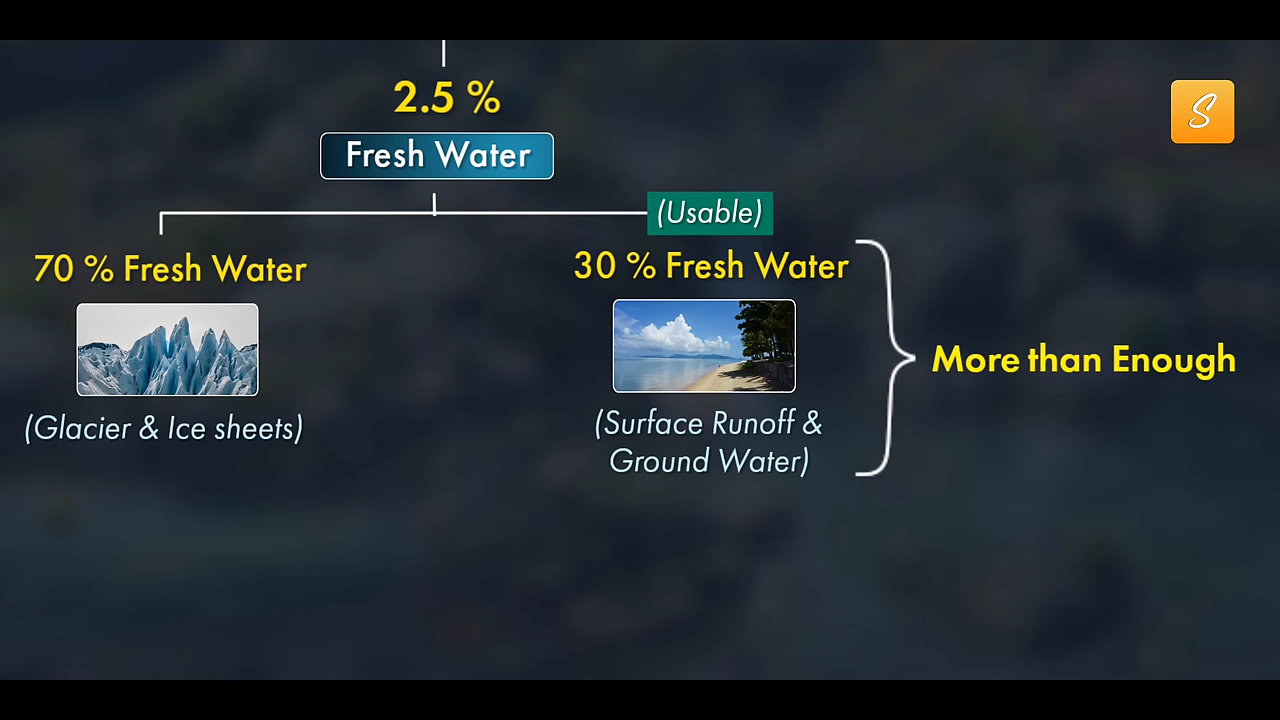 2.5 %
Fresh Water
(Usable)
70 % Fresh Water
(Glacier & Ice sheets)
30 % Fresh Water
(Surface Runoff &
Ground Water)
More than Enough
S